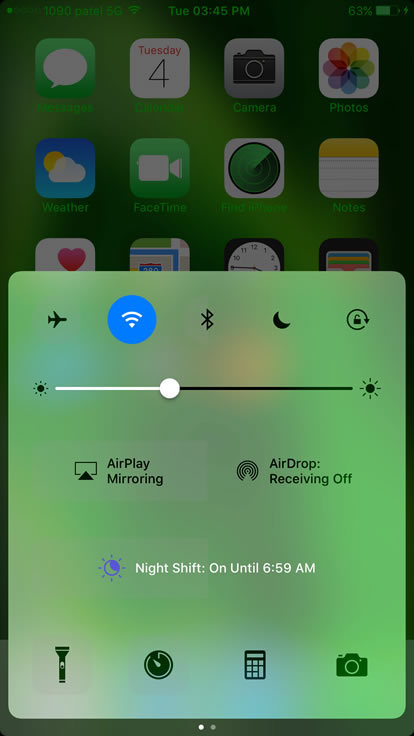 1090 patel 5G Tue 03:45 PM 63%
Tuesday
4
Messages Calendar Camera Photos
Weather FaceTime Find iPhone Notes
280
AirPlay
Mirroring
AirDrop:
Receiving Off
Night Shift: On Until 6:59 AM